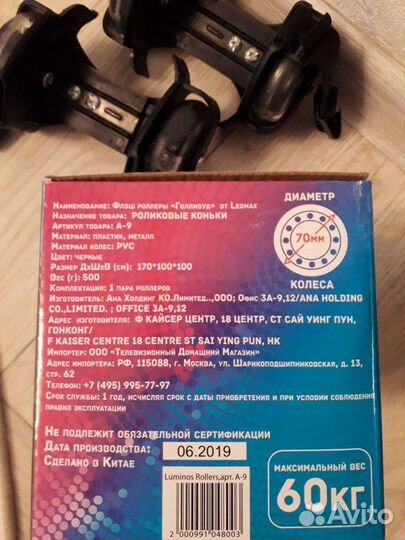 Наименование: Флэш роллеры «Голливуд» от Legmax
Назначение товара: РОЛИКОВЫЕ КОНЬКИ
Артикул товара: А-9
Материал: пластик, металл
Материал колес: PVC
Цвет: черные
Размер ДхШхВ (см): 170*100*100
Вес (г): 500
Комплектация: 1 пара роллеров
Изготовитель: Ана Холдинг КО.Лимитед..,ООО; Офис 3А-9,12/ANA HOLDING
CO.,LIMITED. ; OFFICE 3A-9,12
Адрес изготовителя: Ф КАЙСЕР ЦЕНТР, 18 ЦЕНТР, СТ САЙ УИНГ ПУН,
ГОНКОНГ/
F KAISER CENTRE 18 CENTRE ST SAI YING PUN, HK
Импортер: ООО «Телевизионный Домашний Магазин»
Адрес импортера: РФ, 115088, г. Москва, ул. Шарикоподшипниковская, д. 13,
стр. 62
Телефон: +7 (495) 995-77-97
Срок службы: 1 год, исчисляя срок с даты приобретения и при условии соблюдения
правил эксплуатации
Не подлежит обязательной сертификации
Дата производства: 06.2019
Сделано в Китае
Luminos Rollers,арт. А-9
2 000991 048003
ДИАМЕТР
70мм
КОЛЕСА
МАКСИМАЛЬНЫЙ ВЕС
60КГ
Avito